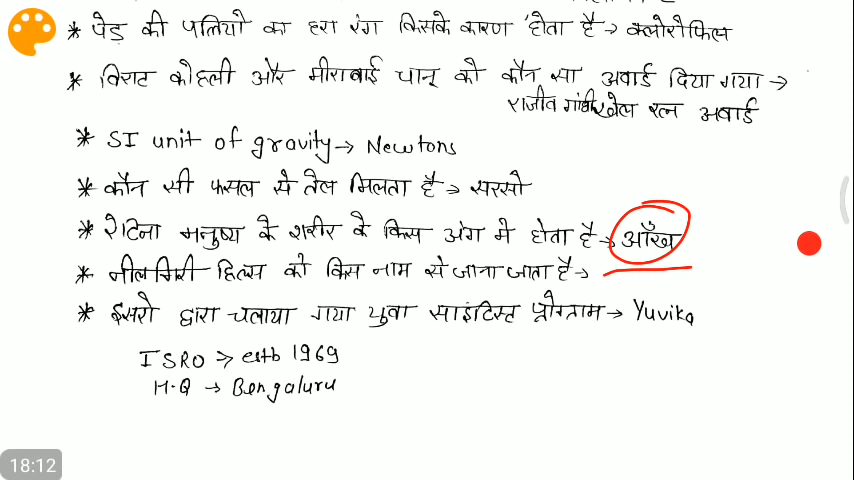 * पेड़ की पत्तियो का हरा रंग किसके कारण होता है → क्लोरोफिल
* विराट कोहली और मीराबाई चानू को कौन सा अवार्ड दिया गया →
राजीव गांधी खेल रत्न अवार्ड
* SI unit of gravity → Newtons
* कौन सी फसल से तेल मिलता है → सरसो
* रेटिना मनुष्य के शरीर के किस अंग मे होता है → आँख
* नीलगिरी हिल्स को किस नाम से जाना जाता है →
* इसरो द्वारा चलाया गया युवा साइंटिस्ट प्रोग्राम → Yuvika
ISRO → estb 1969
H.Q → Bengaluru
18:12